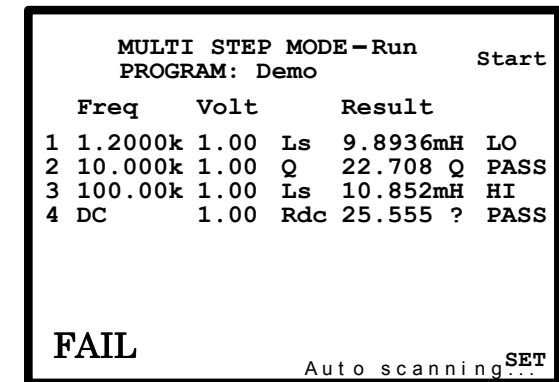 MULTI STEP MODE–Run
Start
PROGRAM: Demo
Freq Volt Result
1 1.2000k 1.00 Ls 9.8936mH LO
2 10.000k 1.00 Q 22.708 Q PASS
3 100.00k 1.00 Ls 10.852mH HI
4 DC 1.00 Rdc 25.555 ? PASS
FAIL
SET
Auto scanning...